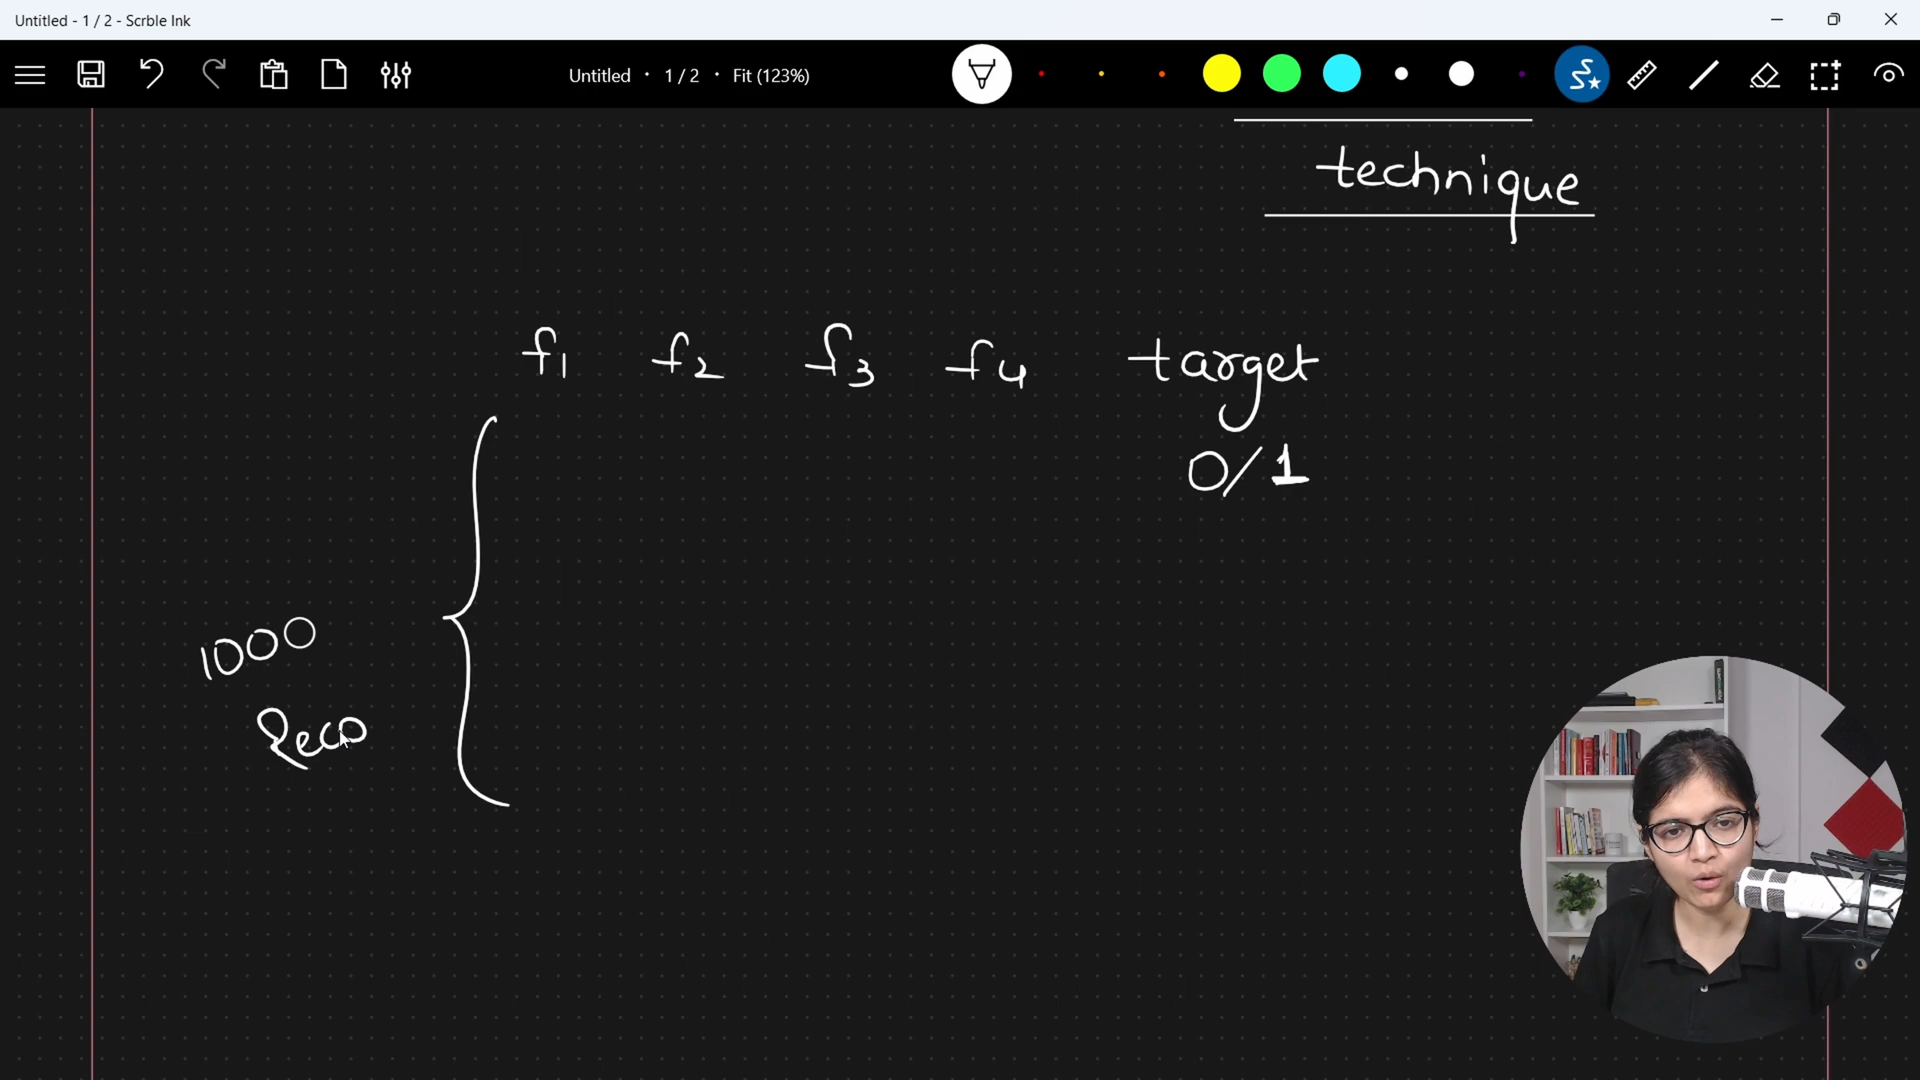 Untitled - 1 / 2 - Scrble Ink
Untitled • 1 / 2 • Fit (123%)
technique
f1 f2 f3 f4 target
0/1
1000
Reco